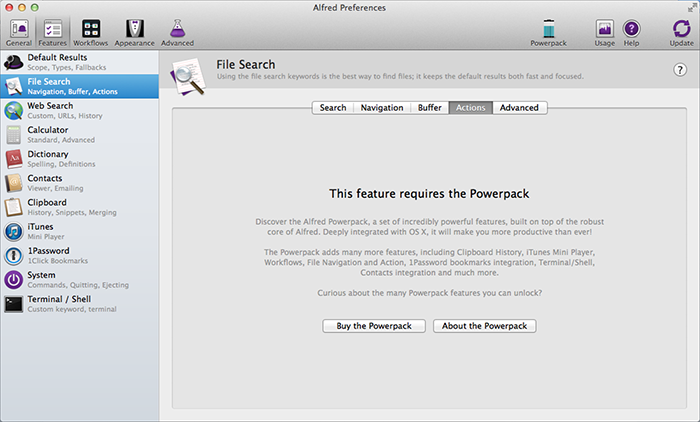 Alfred Preferences
General Features Workflows Appearance Advanced Powerpack Usage Help Update
Default Results
Scope, Types, Fallbacks
File Search
Navigation, Buffer, Actions
Web Search
Custom, URLs, History
Calculator
Standard, Advanced
Dictionary
Spelling, Definitions
Contacts
Viewer, Emailing
Clipboard
History, Snippets, Merging
iTunes
Mini Player
1Password
1Click Bookmarks
System
Commands, Quitting, Ejecting
Terminal / Shell
Custom keyword, terminal
File Search
Using the file search keywords is the best way to find files; it keeps the default results both fast and focused.
?
Search Navigation Buffer Actions Advanced
This feature requires the Powerpack
Discover the Alfred Powerpack, a set of incredibly powerful features, built on top of the robust
core of Alfred. Deeply integrated with OS X, it will make you more productive than ever!
The Powerpack adds many more features, including Clipboard History, iTunes Mini Player,
Workflows, File Navigation and Action, 1Password bookmarks integration, Terminal/Shell,
Contacts integration and much more.
Curious about the many Powerpack features you can unlock?
Buy the Powerpack About the Powerpack